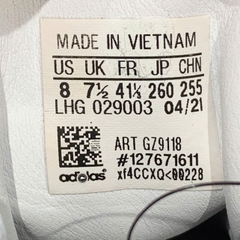 MADE IN VIETNAM
US UK FR JP CHN
8 7½ 41⅓ 260 255
LHG 029003 04/21
ART GZ9118
#127671611
adidas xf4CCXQ<00228